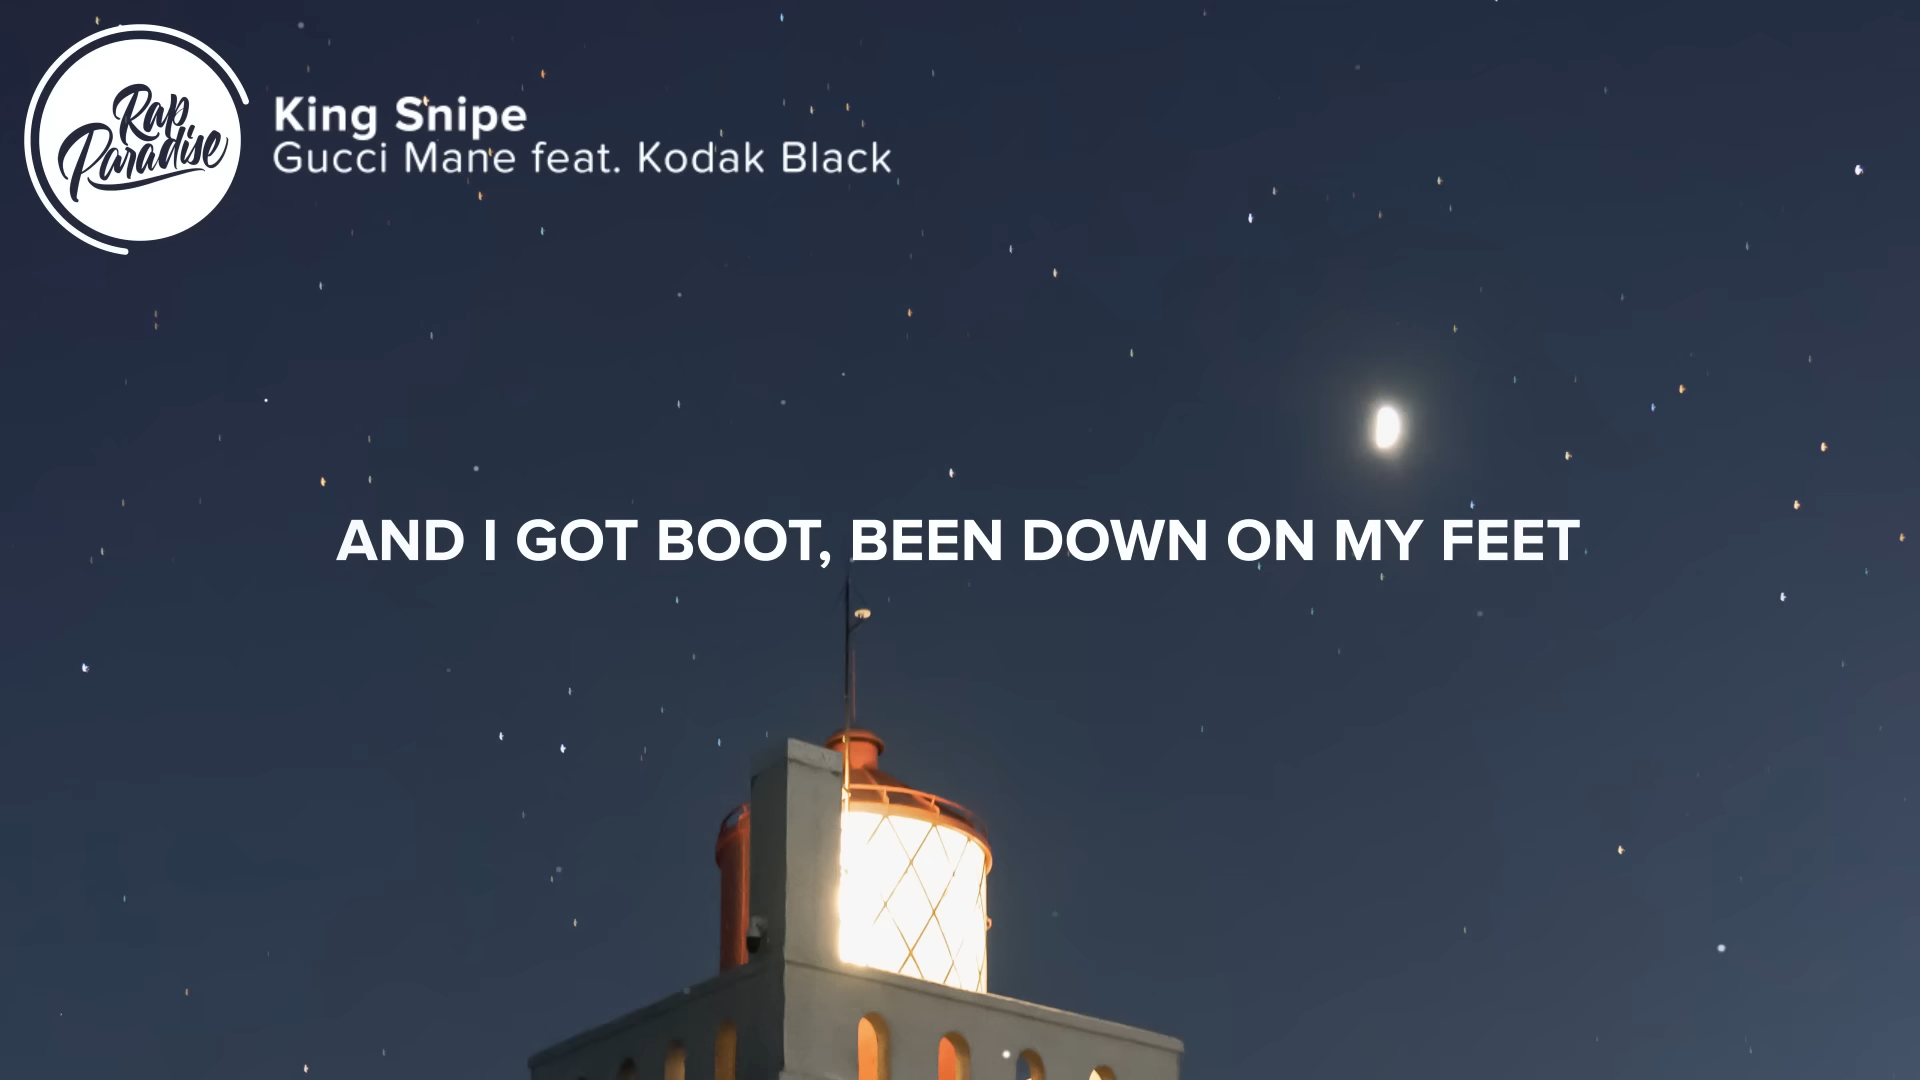 Rap
Paradise
King Snipe
Gucci Mane feat. Kodak Black
AND I GOT BOOT, BEEN DOWN ON MY FEET